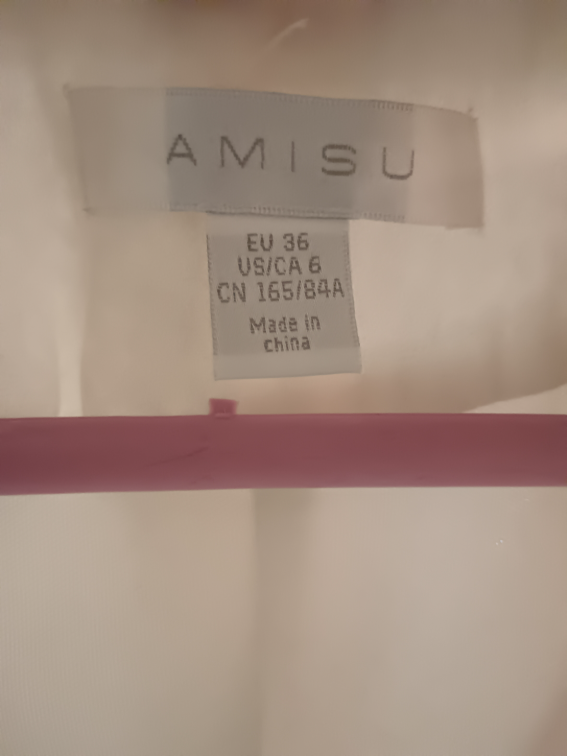 AMISU
EU 36
US/CA 6
CN 165/84A
Made in
china